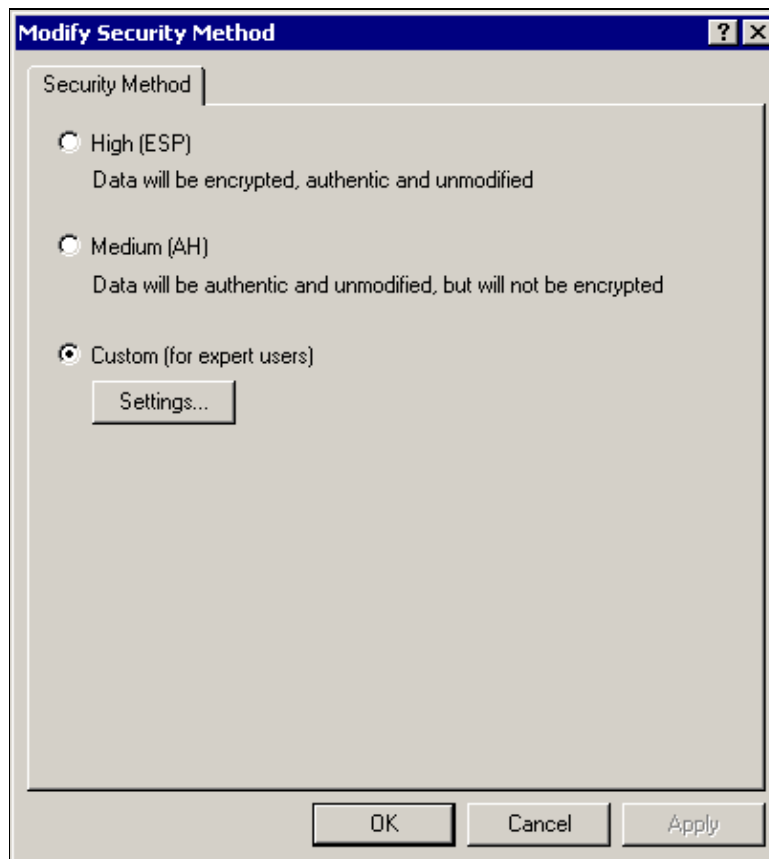 Modify Security Method
Security Method
High (ESP)
Data will be encrypted, authentic and unmodified
Medium (AH)
Data will be authentic and unmodified, but will not be encrypted
Custom (for expert users)
Settings...
OK Cancel Apply